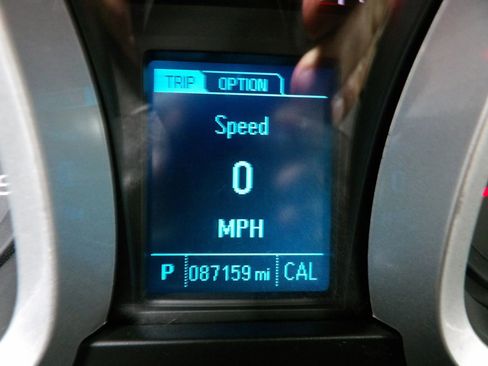 TRIP OPTION
Speed
0
MPH
P 087159 mi CAL